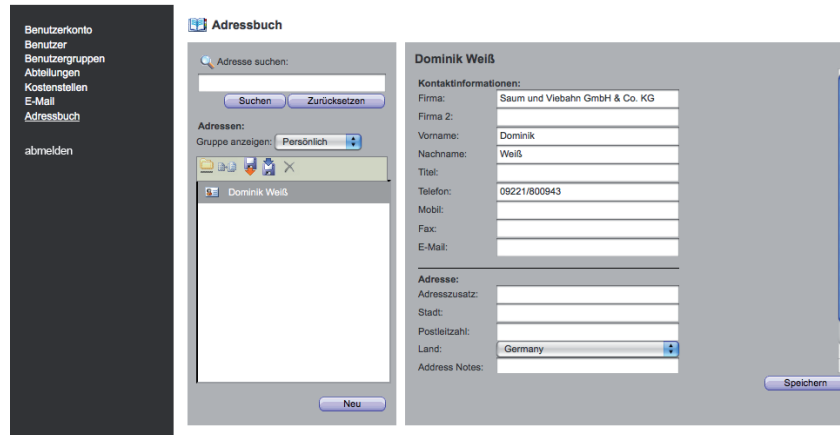 Benutzerkonto
Benutzer
Benutzergruppen
Abteilungen
Kostenstellen
E-Mail
Adressbuch
abmelden
Adressbuch
Adresse suchen:
Suchen Zurücksetzen
Adressen:
Gruppe anzeigen: Persönlich
Dominik Weiß
Neu
Dominik Weiß
Kontaktinformationen:
Firma: Saum und Viebahn GmbH & Co. KG
Firma 2:
Vorname: Dominik
Nachname: Weiß
Titel:
Telefon: 09221/800943
Mobil:
Fax:
E-Mail:
Adresse:
Adresszusatz:
Stadt:
Postleitzahl:
Land: Germany
Address Notes:
Speichern